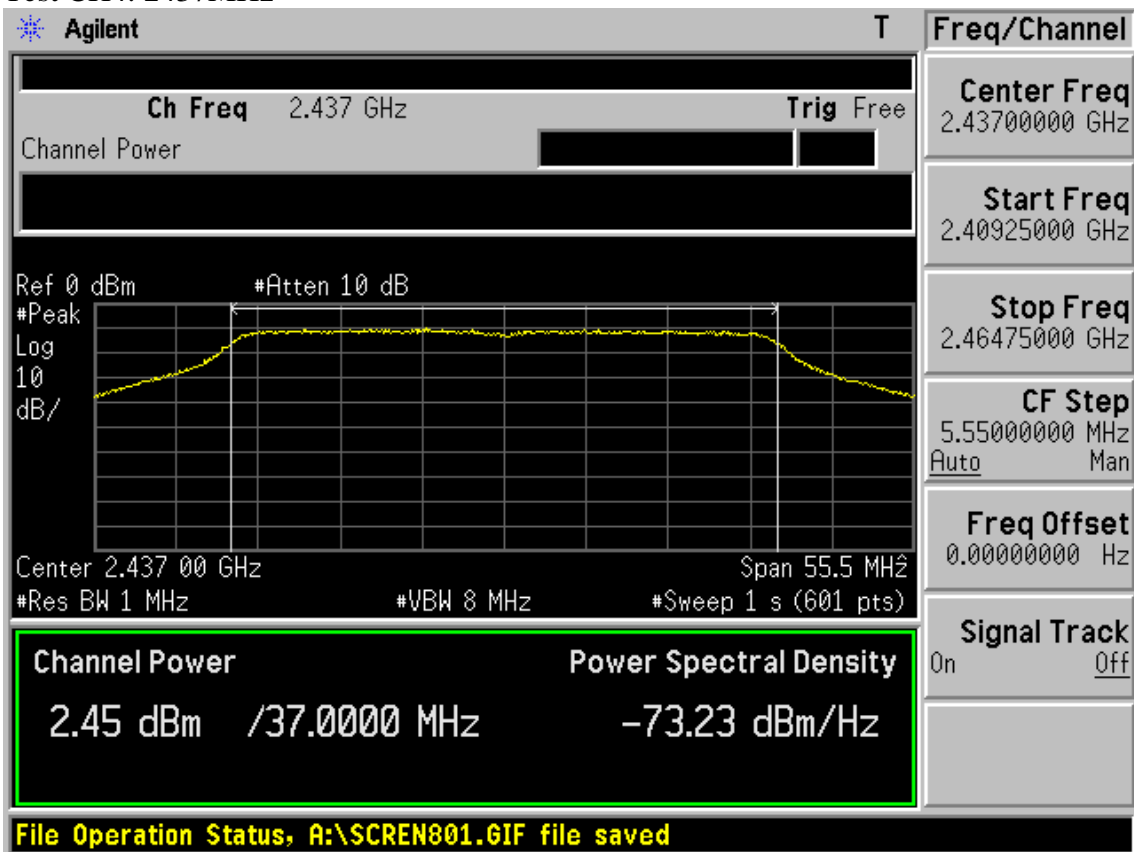 Agilent T
Ch Freq 2.437 GHz Trig Free
Channel Power
Ref 0 dBm #Atten 10 dB
#Peak
Log
10
dB/
Center 2.437 00 GHz Span 55.5 MHz
#Res BW 1 MHz #VBW 8 MHz #Sweep 1 s (601 pts)
Channel Power Power Spectral Density
2.45 dBm /37.0000 MHz -73.23 dBm/Hz
File Operation Status, A:\SCREN801.GIF file saved
Freq/Channel
Center Freq
2.43700000 GHz
Start Freq
2.40925000 GHz
Stop Freq
2.46475000 GHz
CF Step
5.55000000 MHz
Auto Man
Freq Offset
0.00000000 Hz
Signal Track
On Off